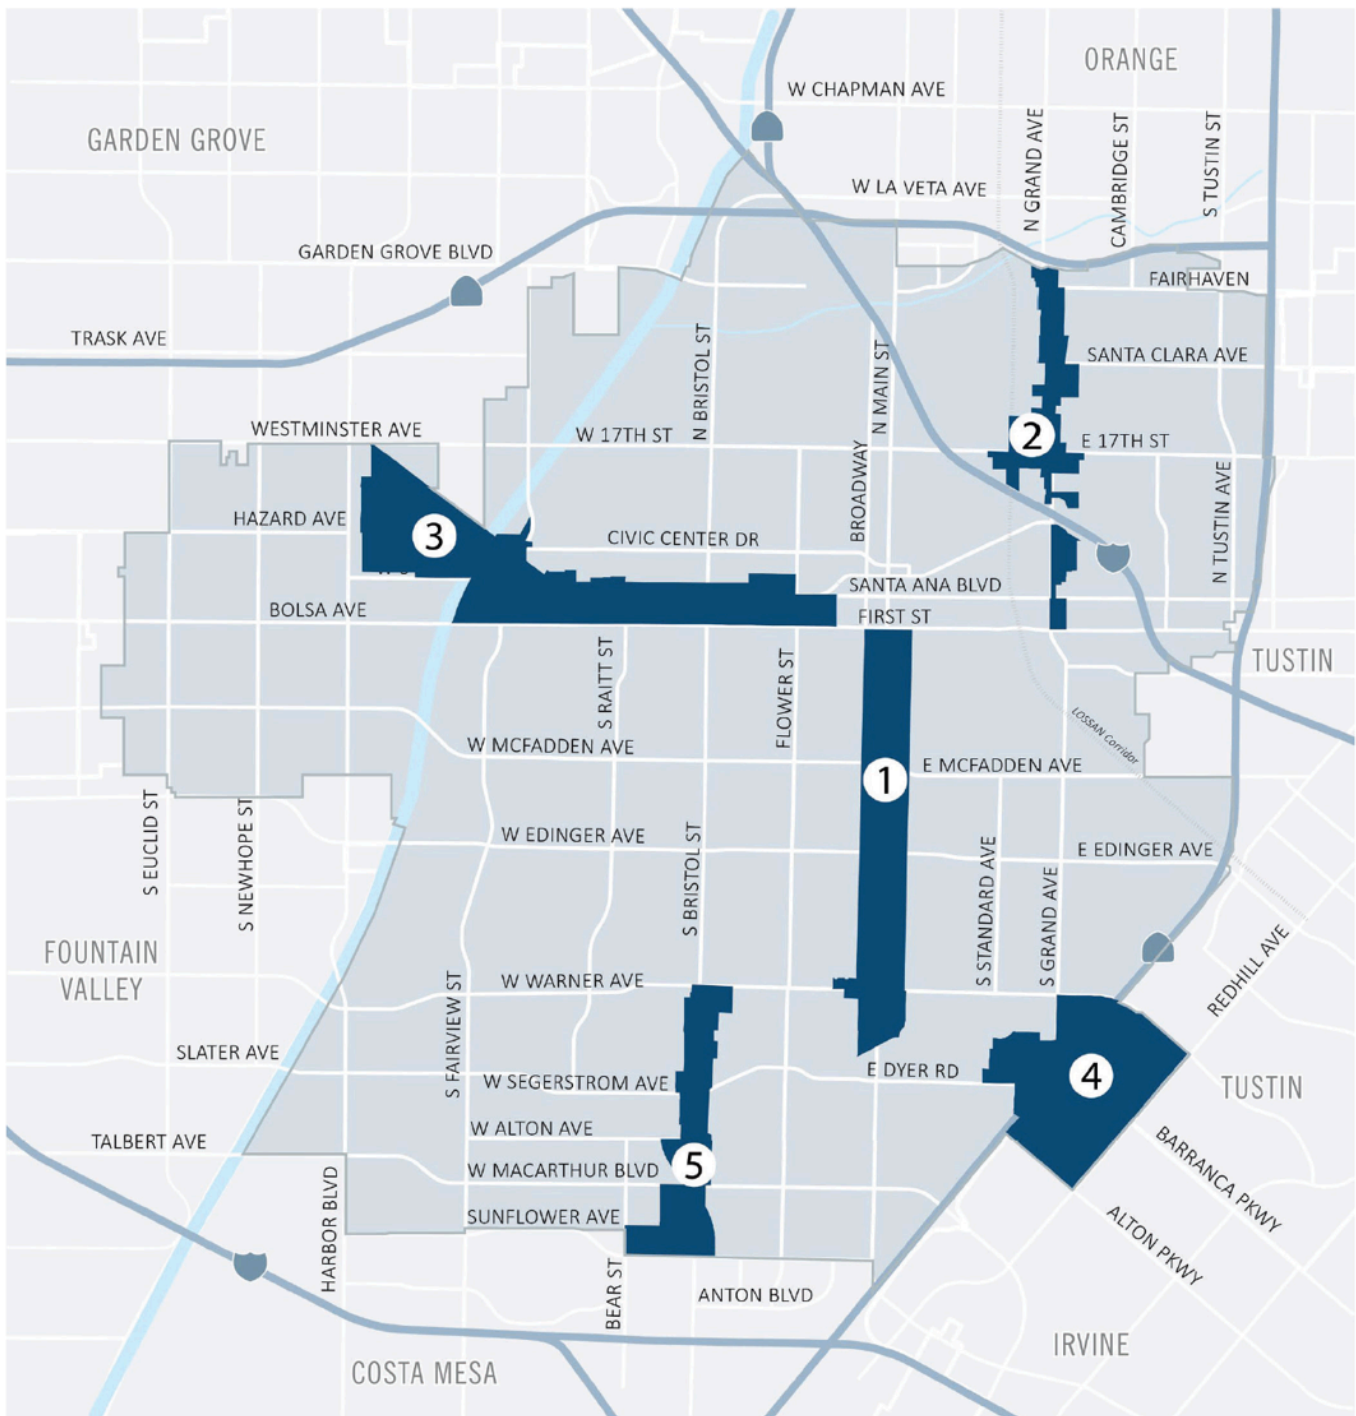 ORANGE
W CHAPMAN AVE
GARDEN GROVE
N GRAND AVE
CAMBRIDGE ST
S TUSTIN ST
W LA VETA AVE
GARDEN GROVE BLVD
FAIRHAVEN
TRASK AVE
SANTA CLARA AVE
N BRISTOL ST
N MAIN ST
WESTMINSTER AVE
W 17TH ST
2
E 17TH ST
BROADWAY
N TUSTIN AVE
HAZARD AVE
3
CIVIC CENTER DR
SANTA ANA BLVD
BOLSA AVE
FIRST ST
TUSTIN
S RAITT ST
FLOWER ST
LOSSAN Corridor
W MCFADDEN AVE
E MCFADDEN AVE
1
S EUCLID ST
S NEWHOPE ST
W EDINGER AVE
E EDINGER AVE
S BRISTOL ST
S STANDARD AVE
S GRAND AVE
FOUNTAIN
VALLEY
REDHILL AVE
W WARNER AVE
S FAIRVIEW ST
SLATER AVE
W SEGERSTROM AVE
E DYER RD
4
TUSTIN
TALBERT AVE
W ALTON AVE
5
W MACARTHUR BLVD
BARRANCA PKWY
HARBOR BLVD
SUNFLOWER AVE
ALTON PKWY
BEAR ST
ANTON BLVD
IRVINE
COSTA MESA